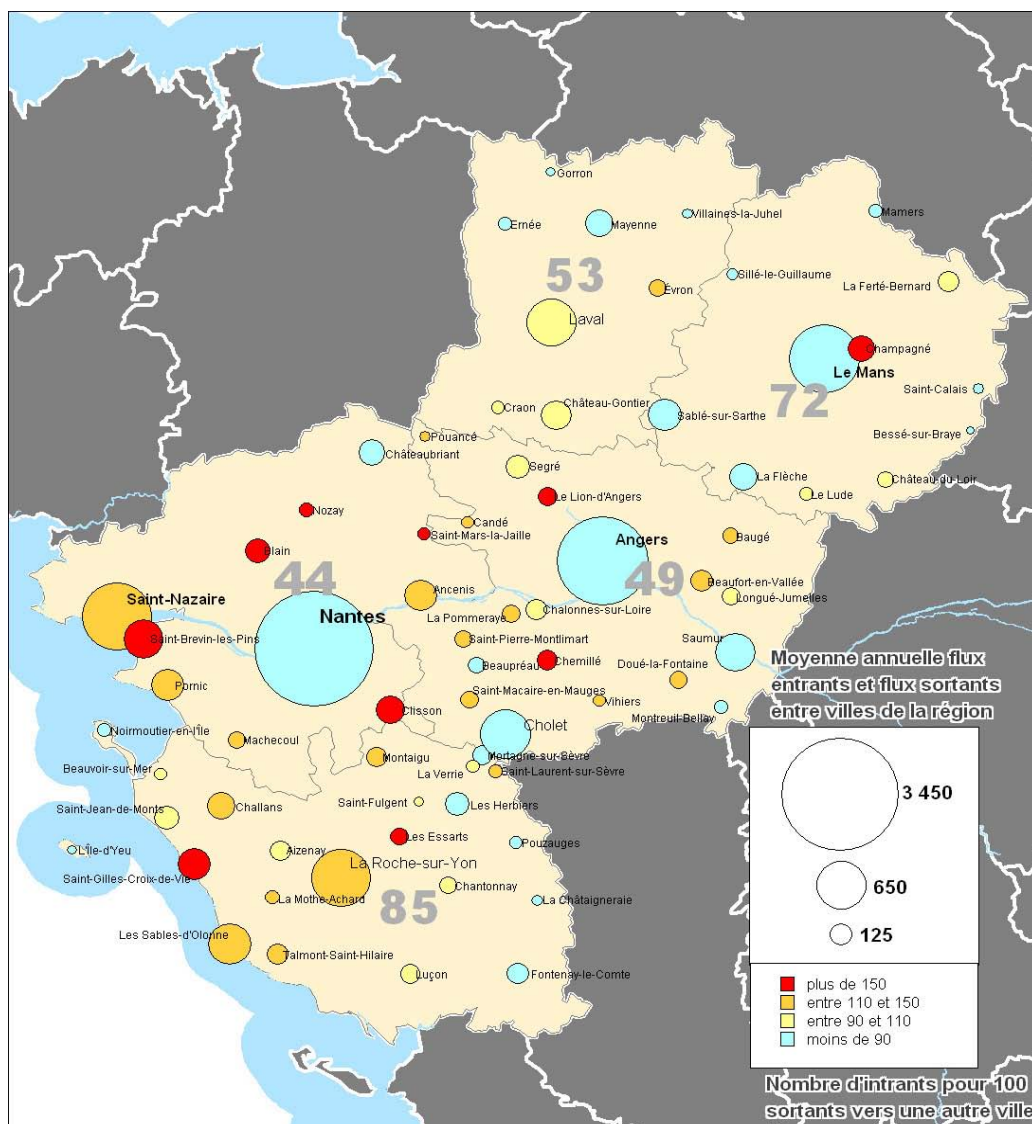 Gorron
Ernée
Mayenne
Villaines-la-Juhel
Mamers
53
Sillé-le-Guillaume
La Ferté-Bernard
Évron
Laval
Champagné
Le Mans
72
Saint-Calais
Craon
Château-Gontier
Sablé-sur-Sarthe
Bessé-sur-Braye
Pouancé
Châteaubriant
Segré
La Flèche
Château-du-Loir
Le Lude
Le Lion-d'Angers
Nozay
Candé
Saint-Mars-la-Jaille
Baugé
Angers
Blain
44
49
Ancenis
Beaufort-en-Vallée
Longué-Jumelles
Saint-Nazaire
Nantes
La Pommeraye
Chalonnes-sur-Loire
Saint-Brevin-les-Pins
Saint-Pierre-Montlimart
Saumur
Beaupréau
Chemillé
Doué-la-Fontaine
Pornic
Saint-Macaire-en-Mauges
Vihiers
Montreuil-Bellay
Clisson
Noirmoutier-en-l'Île
Cholet
Machecoul
Montaigu
Mortagne-sur-Sèvre
Beauvoir-sur-Mer
La Verrie
Saint-Laurent-sur-Sèvre
Saint-Jean-de-Monts
Challans
Saint-Fulgent
Les Herbiers
Les Essarts
Pouzauges
L'Île-d'Yeu
Aizenay
La Roche-sur-Yon
Saint-Gilles-Croix-de-Vie
Chantonnay
La Mothe-Achard
85
La Châtaigneraie
Les Sables-d'Olonne
Talmont-Saint-Hilaire
Luçon
Fontenay-le-Comte
Moyenne annuelle flux
entrants et flux sortants
entre villes de la région
3 450
650
125
plus de 150
entre 110 et 150
entre 90 et 110
moins de 90
Nombre d'intrants pour 100
sortants vers une autre ville